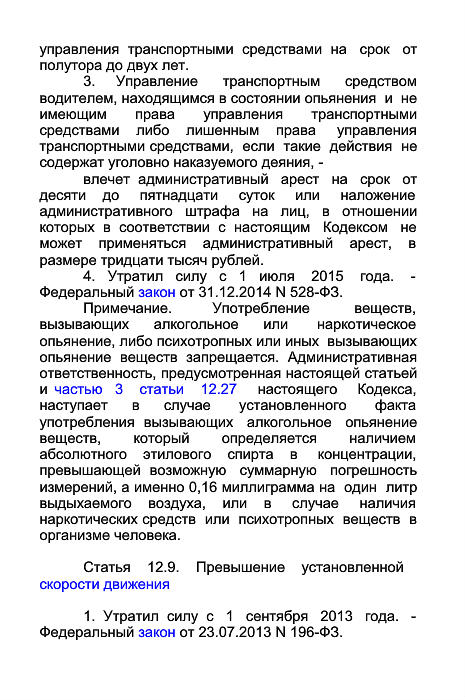 управления транспортными средствами на срок от
полутора до двух лет.
3. Управление транспортным средством
водителем, находящимся в состоянии опьянения и не
имеющим права управления транспортными
средствами либо лишенным права управления
транспортными средствами, если такие действия не
содержат уголовно наказуемого деяния, -
влечет административный арест на срок от
десяти до пятнадцати суток или наложение
административного штрафа на лиц, в отношении
которых в соответствии с настоящим Кодексом не
может применяться административный арест, в
размере тридцати тысяч рублей.
4. Утратил силу с 1 июля 2015 года. -
Федеральный закон от 31.12.2014 N 528-ФЗ.
Примечание. Употребление веществ,
вызывающих алкогольное или наркотическое
опьянение, либо психотропных или иных вызывающих
опьянение веществ запрещается. Административная
ответственность, предусмотренная настоящей статьей
и частью 3 статьи 12.27 настоящего Кодекса,
наступает в случае установленного факта
употребления вызывающих алкогольное опьянение
веществ, который определяется наличием
абсолютного этилового спирта в концентрации,
превышающей возможную суммарную погрешность
измерений, а именно 0,16 миллиграмма на один литр
выдыхаемого воздуха, или в случае наличия
наркотических средств или психотропных веществ в
организме человека.
Статья 12.9. Превышение установленной
скорости движения
1. Утратил силу с 1 сентября 2013 года. -
Федеральный закон от 23.07.2013 N 196-ФЗ.